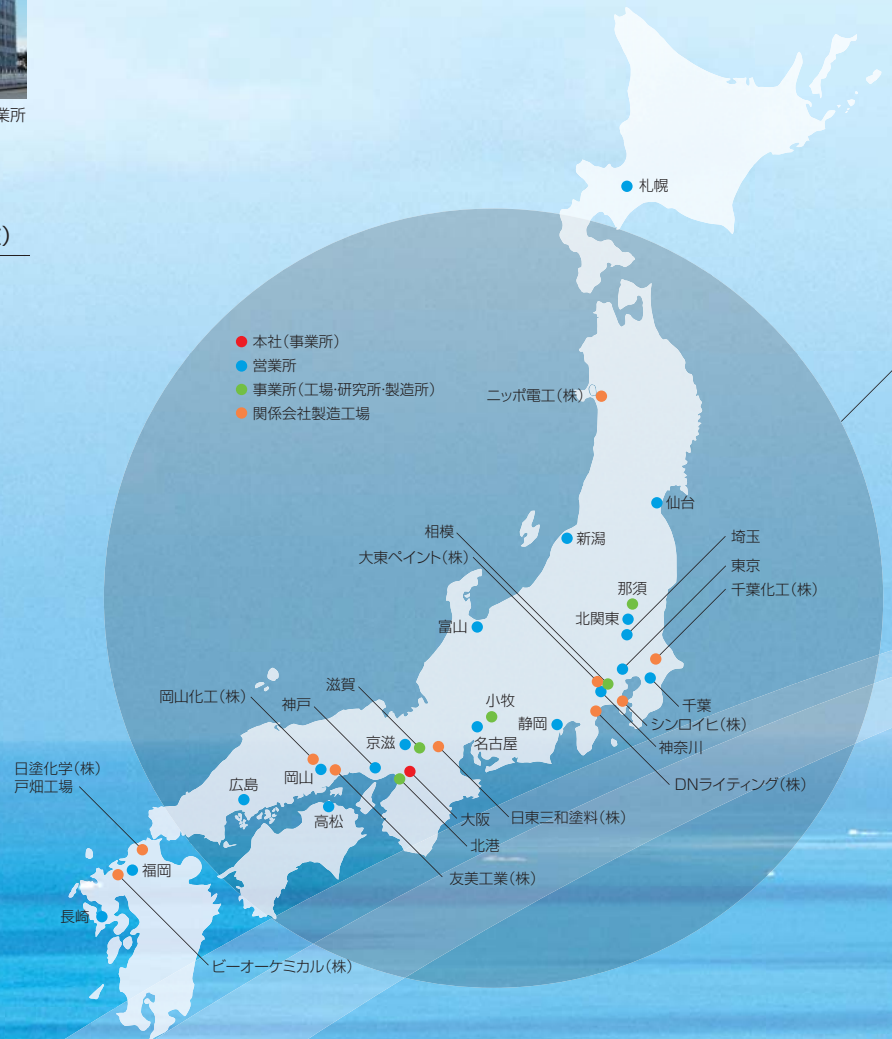 業所
)
札幌
本社(事業所)
営業所
事業所(工場・研究所・製造所)
関係会社製造工場
ニッポ電工(株)
仙台
新潟
相模
大東ペイント(株)
埼玉
東京
千葉化工(株)
那須
北関東
富山
滋賀
岡山化工(株)
神戸
小牧
静岡
千葉
シンロイヒ(株)
神奈川
京滋
名古屋
日塗化学(株)
戸畑工場
広島
岡山
DNライティング(株)
高松
大阪
日東三和塗料(株)
北港
福岡
友美工業(株)
長崎
ビーオーケミカル(株)